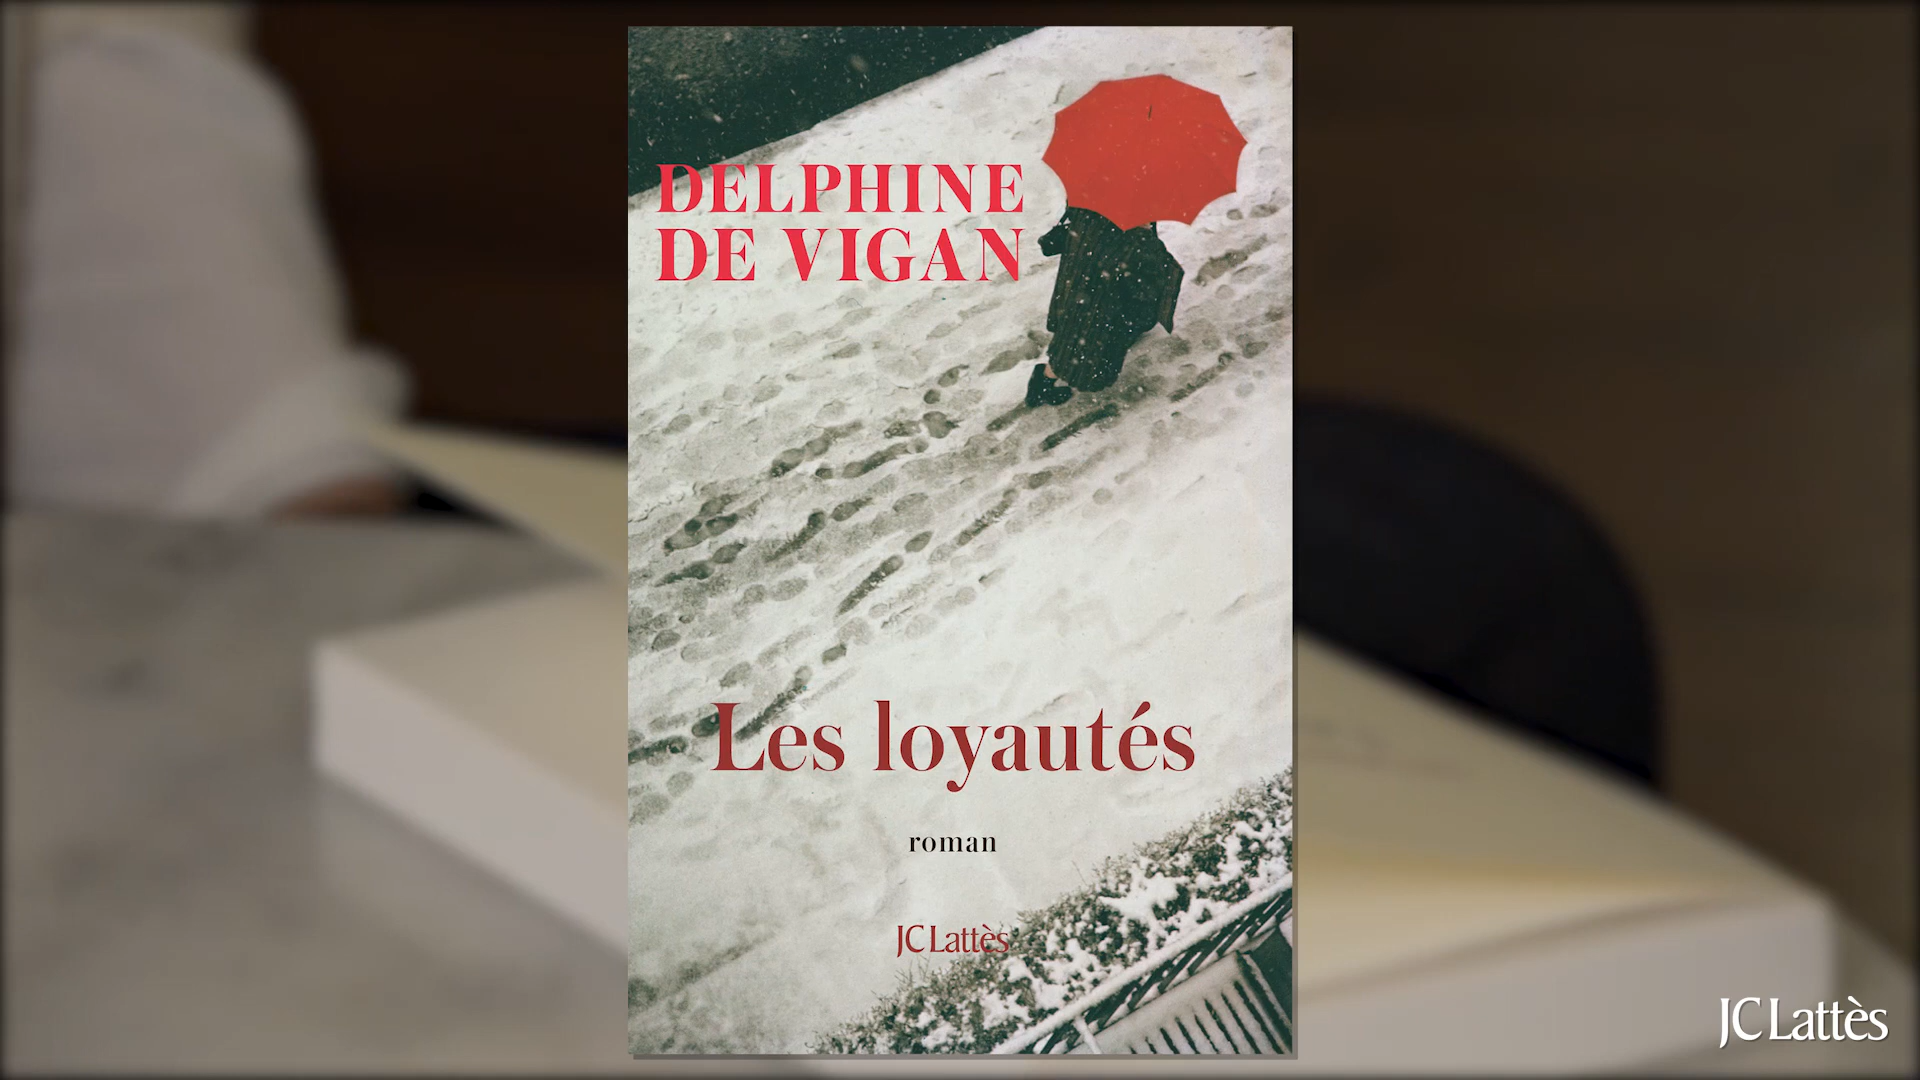 DELPHINE
DE VIGAN
Les loyautés
roman
JC Lattès
JC Lattès